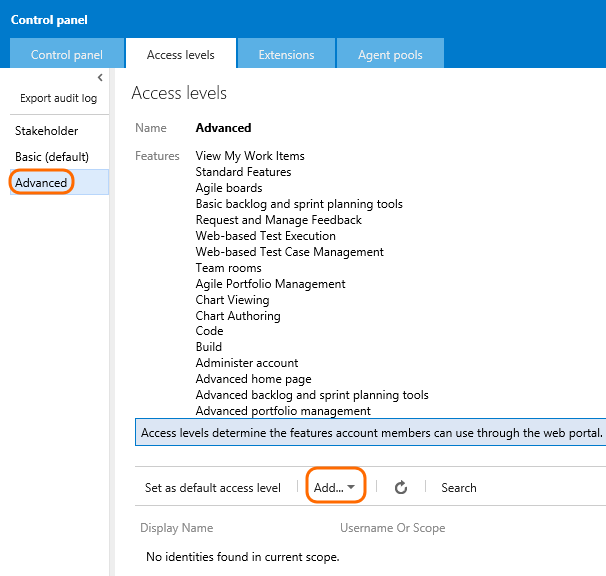 Control panel
Control panel Access levels Extensions Agent pools
Export audit log
Stakeholder
Basic (default)
Advanced
Access levels
Name Advanced
Features View My Work Items
Standard Features
Agile boards
Basic backlog and sprint planning tools
Request and Manage Feedback
Web-based Test Execution
Web-based Test Case Management
Team rooms
Agile Portfolio Management
Chart Viewing
Chart Authoring
Code
Build
Administer account
Advanced home page
Advanced backlog and sprint planning tools
Advanced portfolio management
Access levels determine the features account members can use through the web portal.
Set as default access level Add... Search
Display Name Username Or Scope
No identities found in current scope.